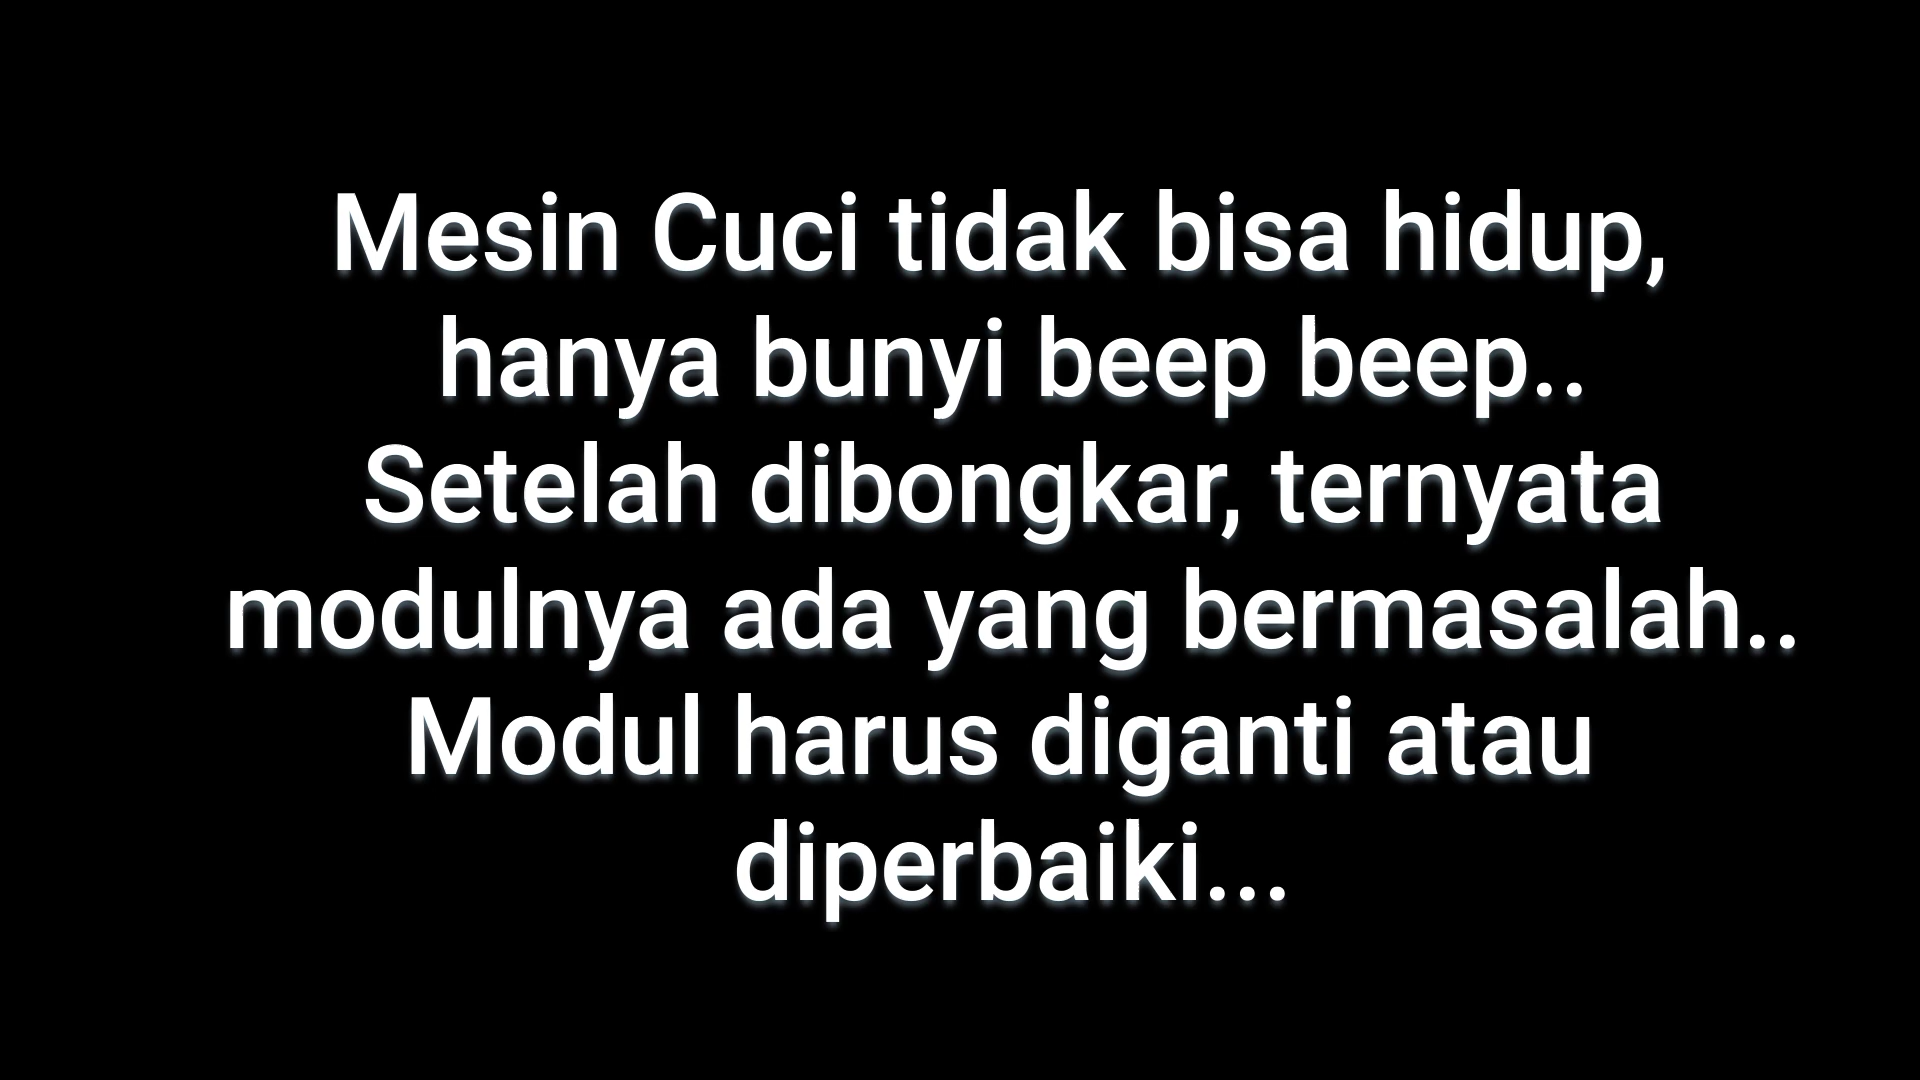 Mesin Cuci tidak bisa hidup,
hanya bunyi beep beep..
Setelah dibongkar, ternyata
modulnya ada yang bermasalah..
Modul harus diganti atau
diperbaiki...